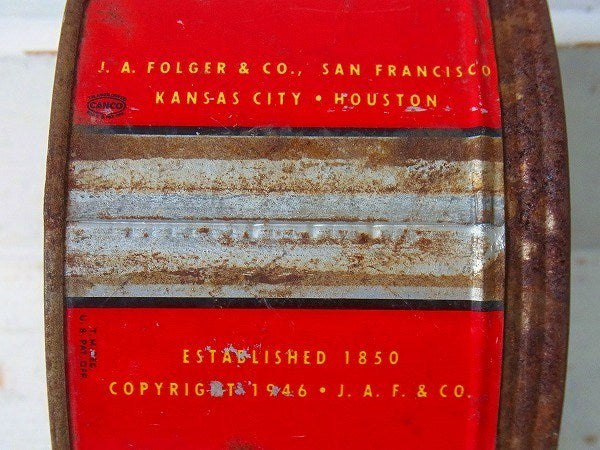 J. A. FOLGER & CO., SAN FRANCISCO
KANSAS CITY • HOUSTON
CANCO
ESTABLISHED 1850
COPYRIGHT 1946 • J. A. F. & CO.